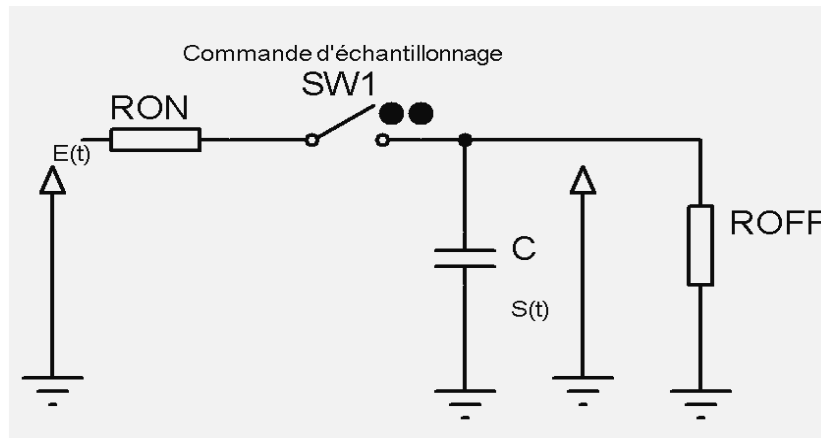 Commande d'échantillonnage
SW1
RON
E(t)
C
ROFF
S(t)